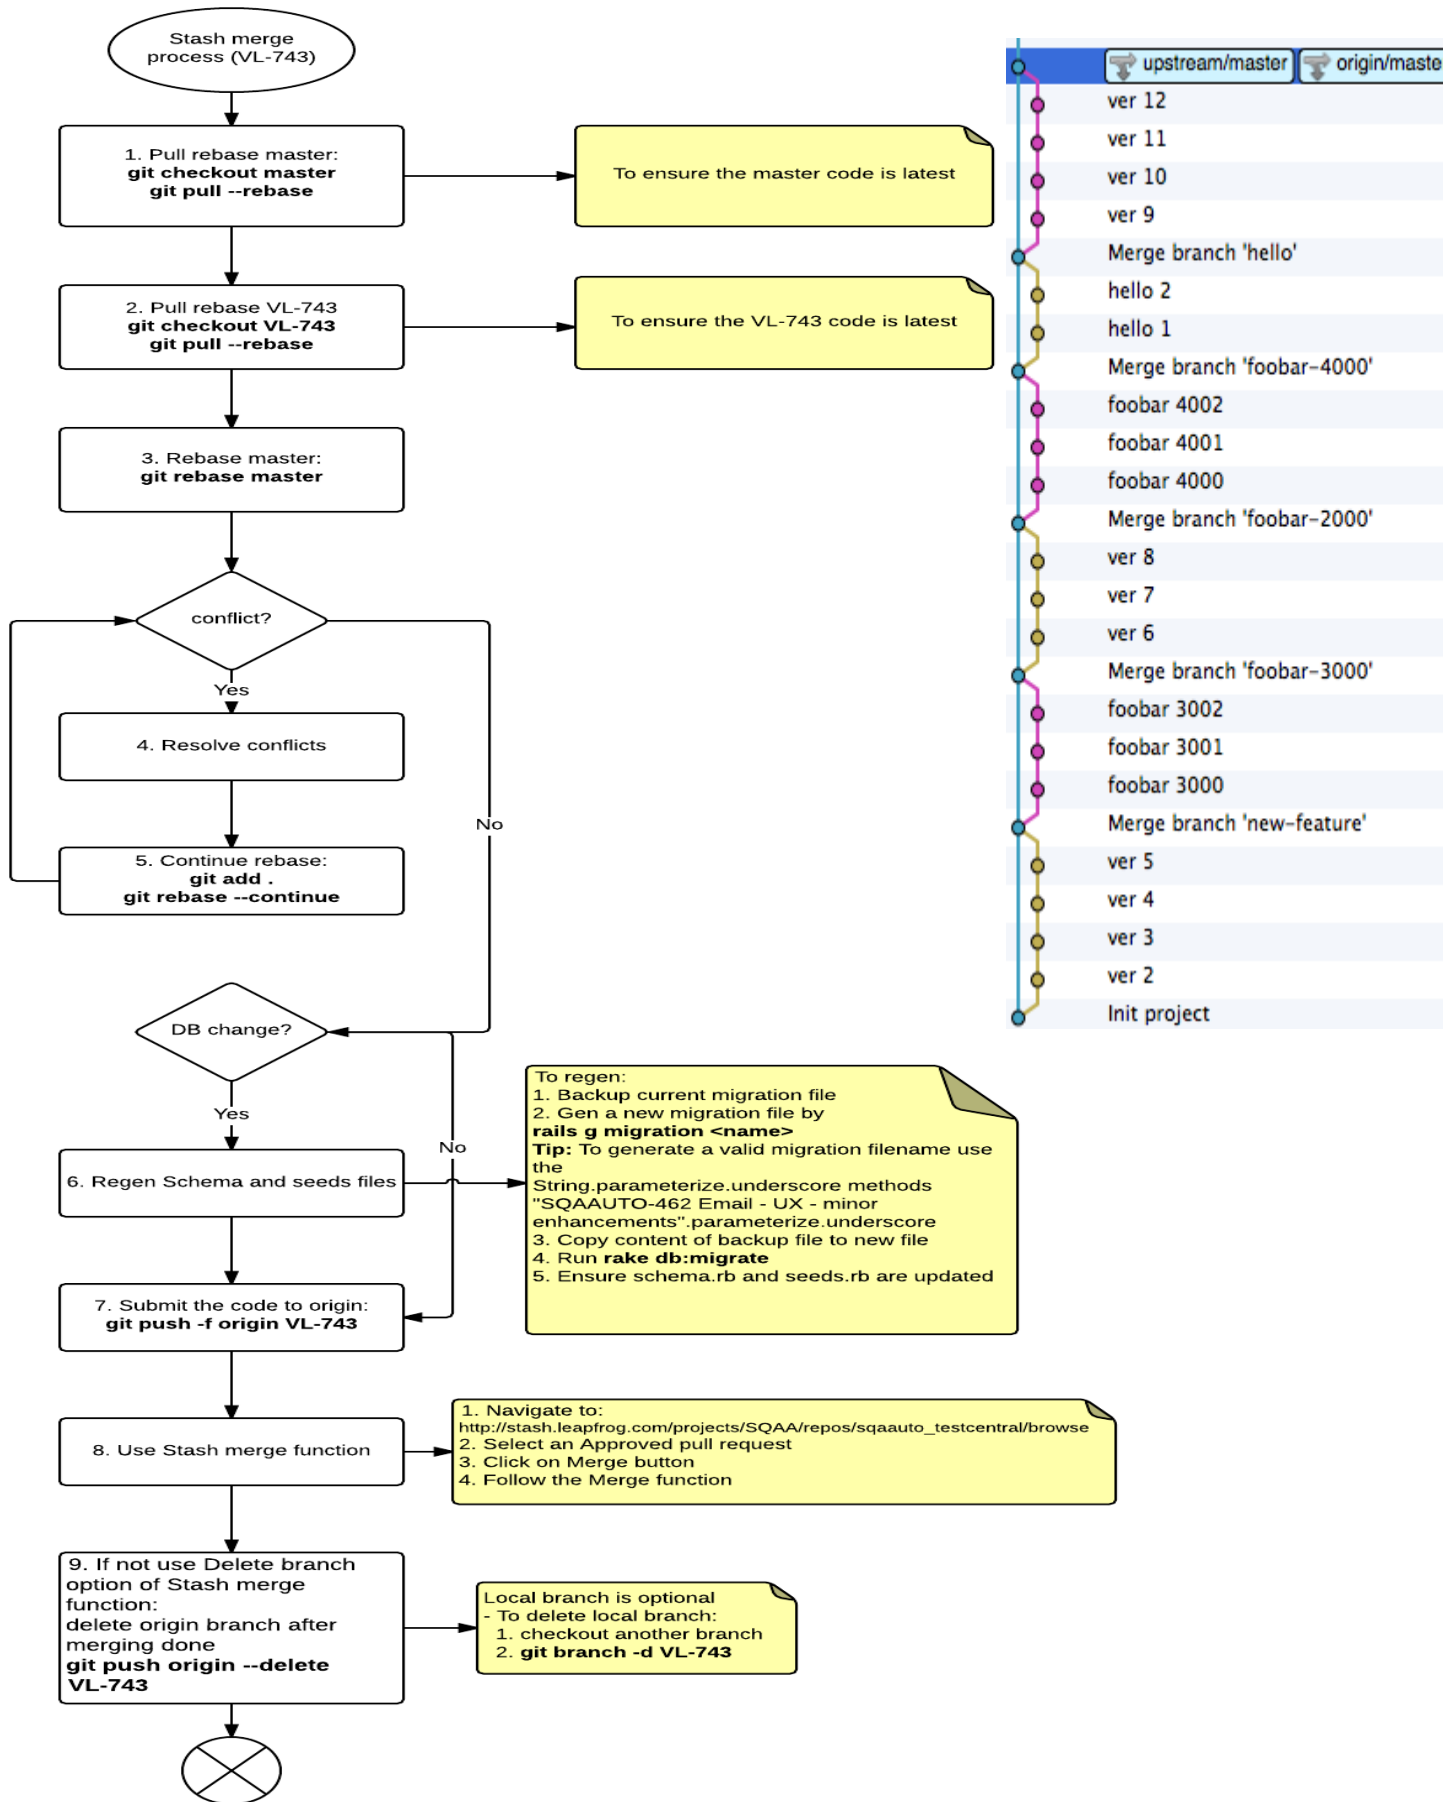 Stash merge
process (VL-743)
1. Pull rebase master:
git checkout master
git pull --rebase
To ensure the master code is latest
2. Pull rebase VL-743
git checkout VL-743
git pull --rebase
To ensure the VL-743 code is latest
3. Rebase master:
git rebase master
conflict?
Yes
4. Resolve conflicts
No
5. Continue rebase:
git add .
git rebase --continue
DB change?
Yes
No
6. Regen Schema and seeds files
To regen:
1. Backup current migration file
2. Gen a new migration file by
rails g migration <name>
Tip: To generate a valid migration filename use
the
String.parameterize.underscore methods
"SQAAUTO-462 Email - UX - minor
enhancements".parameterize.underscore
3. Copy content of backup file to new file
4. Run rake db:migrate
5. Ensure schema.rb and seeds.rb are updated
7. Submit the code to origin:
git push -f origin VL-743
8. Use Stash merge function
1. Navigate to:
http://stash.leapfrog.com/projects/SQAA/repos/sqaauto_testcentral/browse
2. Select an Approved pull request
3. Click on Merge button
4. Follow the Merge function
9. If not use Delete branch
option of Stash merge
function:
delete origin branch after
merging done
git push origin --delete
VL-743
Local branch is optional
- To delete local branch:
1. checkout another branch
2. git branch -d VL-743
upstream/master origin/maste
ver 12
ver 11
ver 10
ver 9
Merge branch 'hello'
hello 2
hello 1
Merge branch 'foobar-4000'
foobar 4002
foobar 4001
foobar 4000
Merge branch 'foobar-2000'
ver 8
ver 7
ver 6
Merge branch 'foobar-3000'
foobar 3002
foobar 3001
foobar 3000
Merge branch 'new-feature'
ver 5
ver 4
ver 3
ver 2
Init project